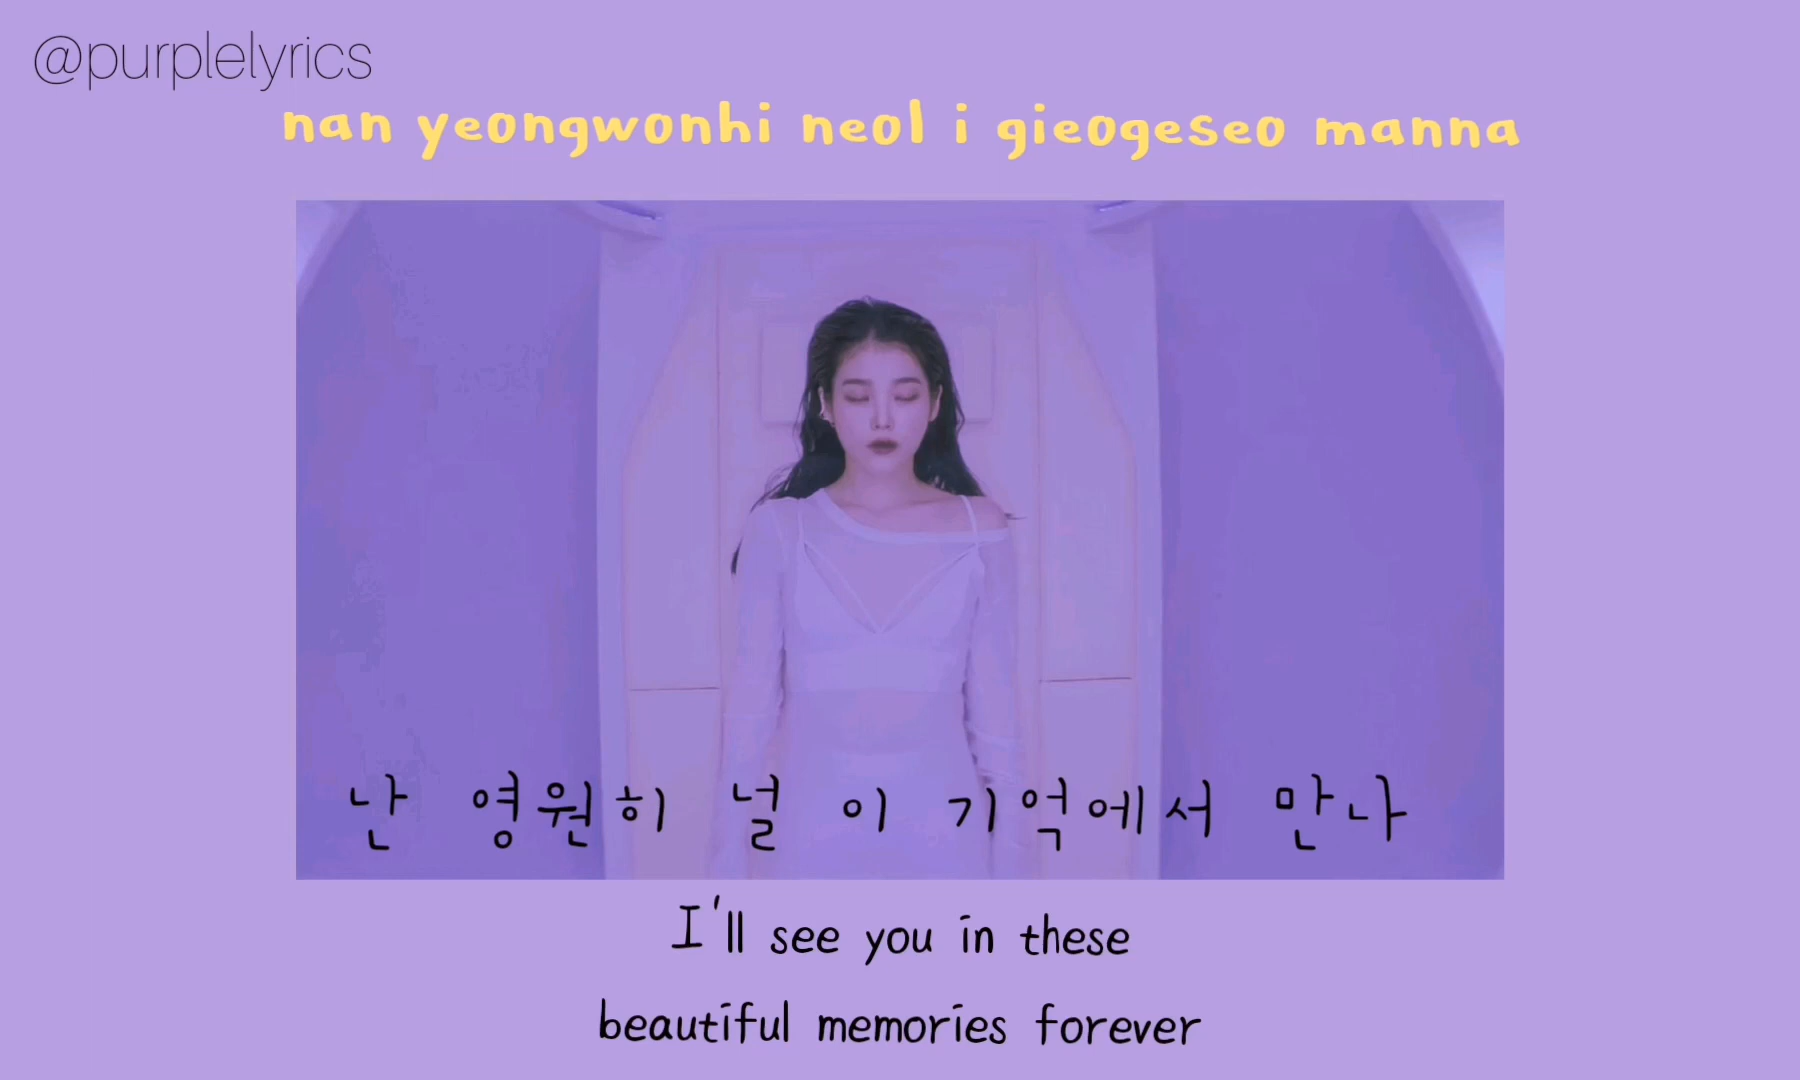 @purplelyrics
nan yeongwonhi neol i gieogeseo manna
난 영원히 널 이 기억에서 만나
I'll see you in these
beautiful memories forever